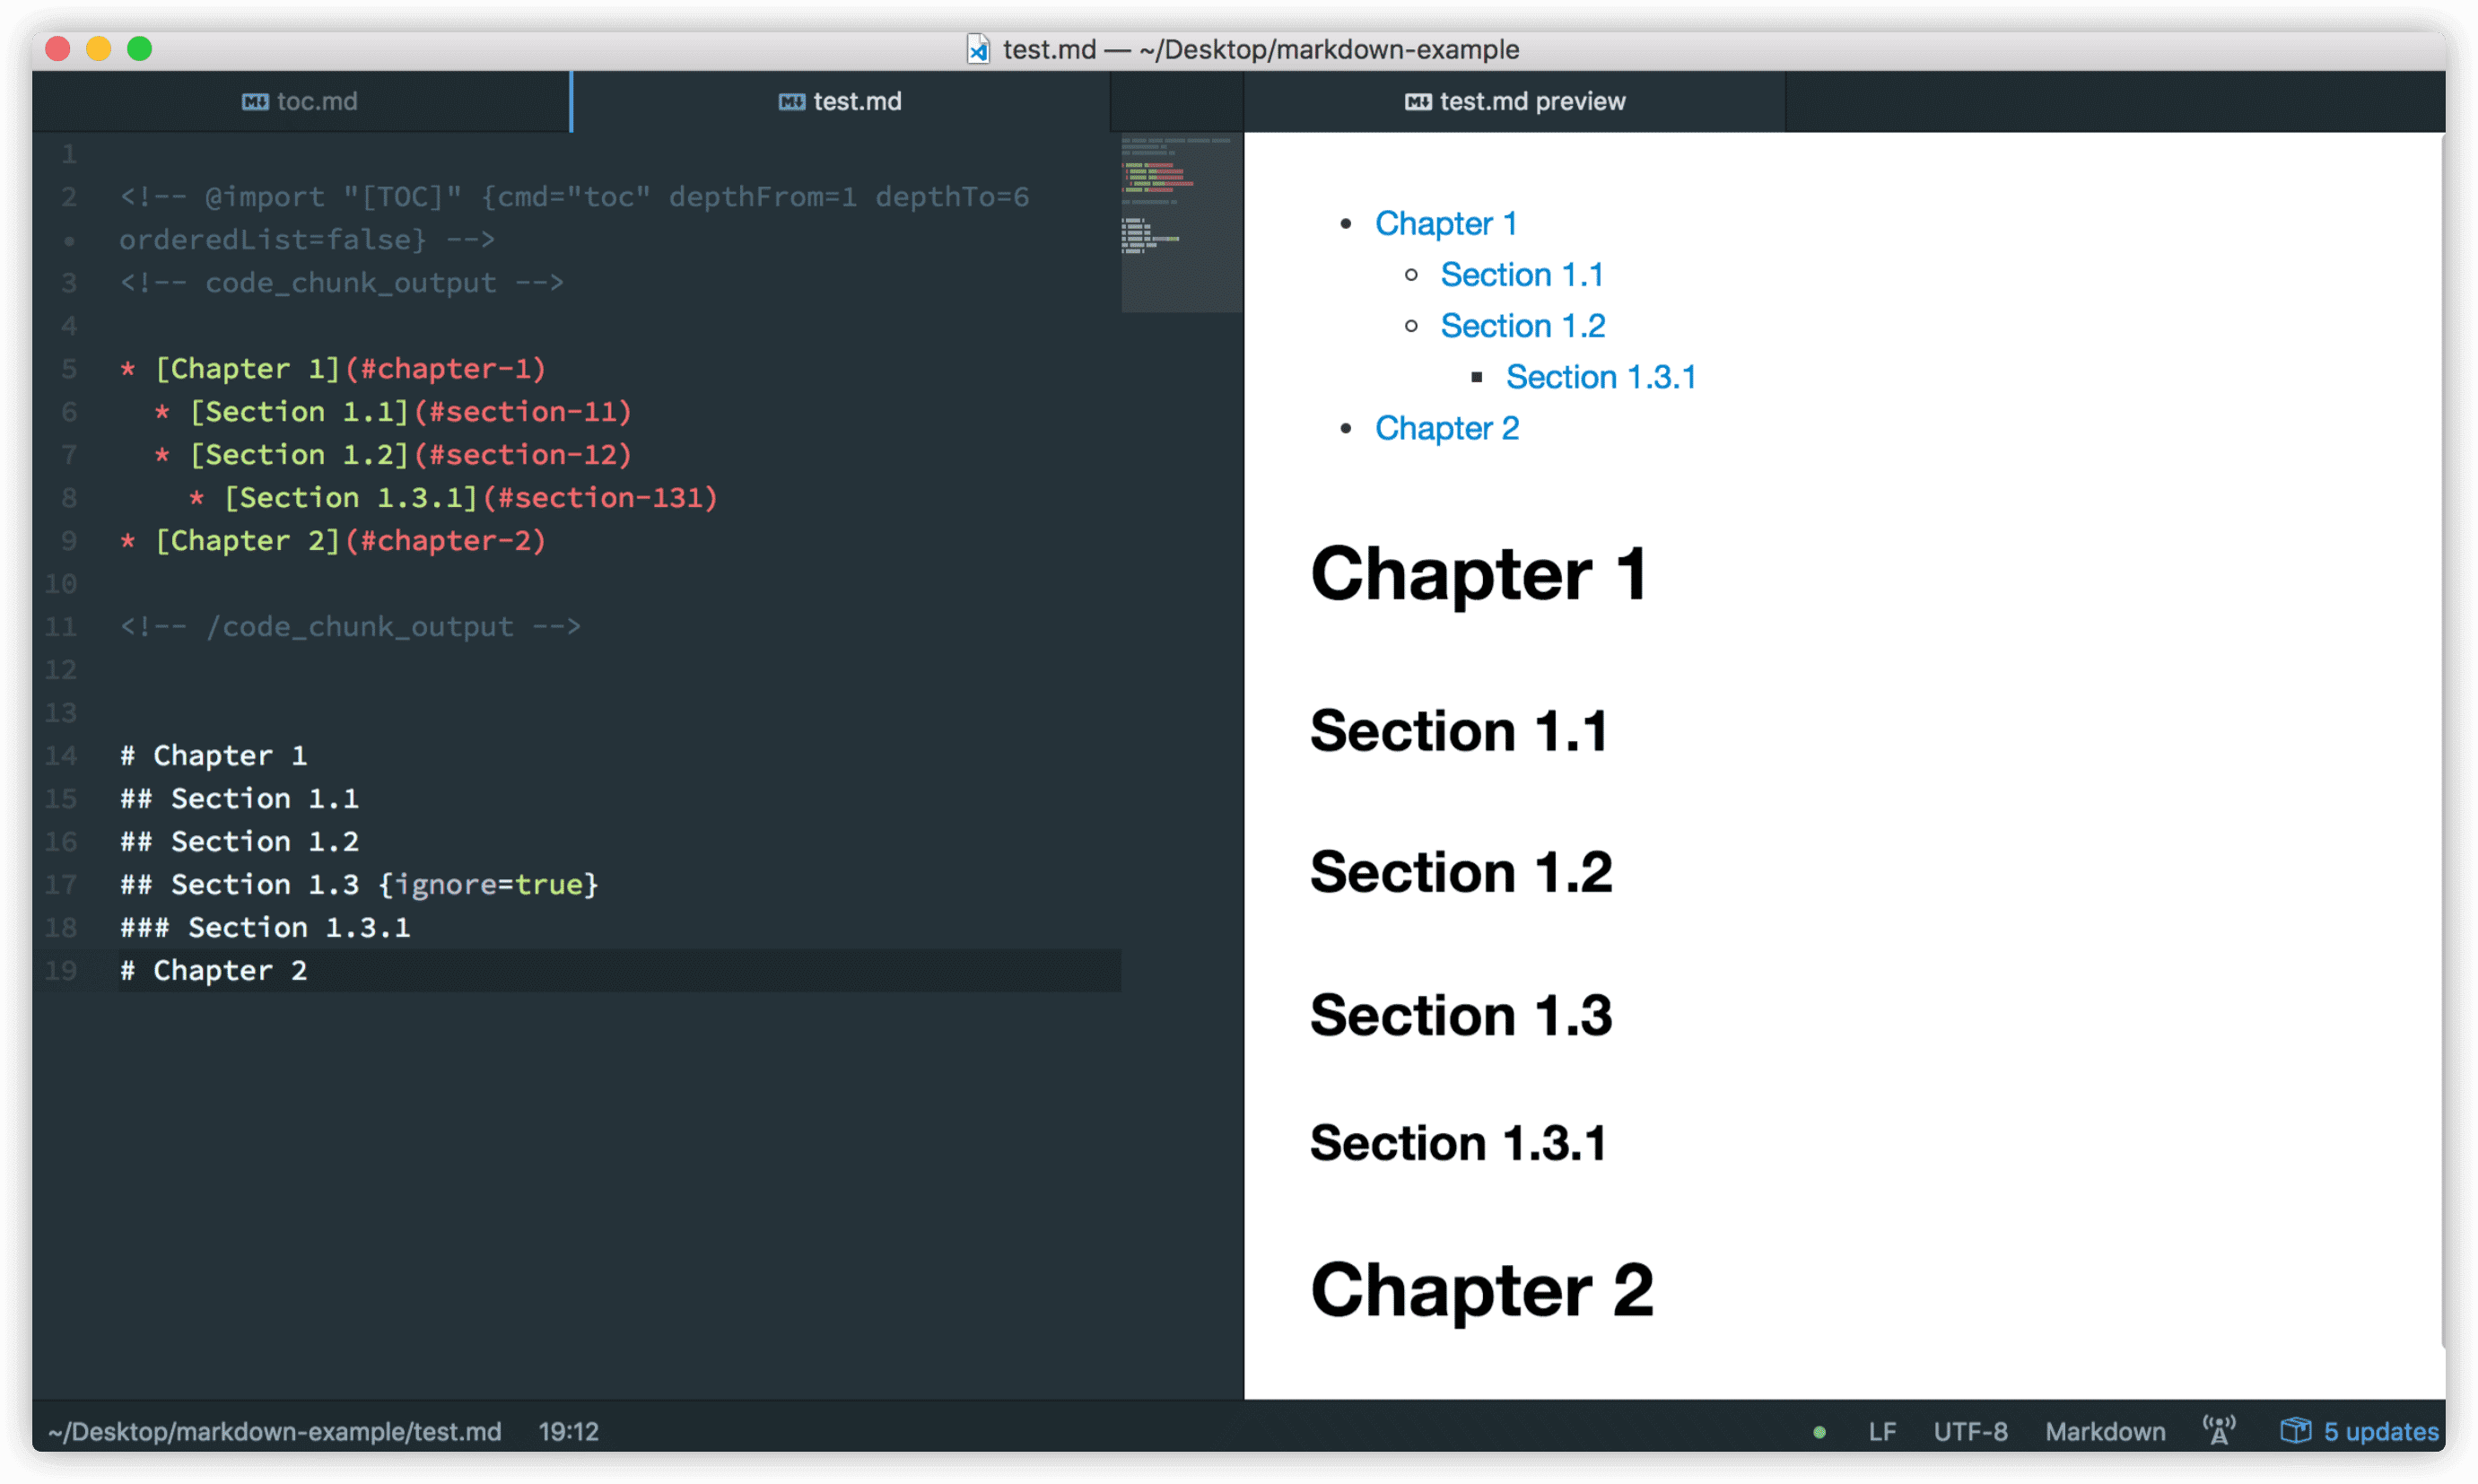 test.md — ~/Desktop/markdown-example
toc.md
test.md
test.md preview
1
2 <!-- @import "[TOC]" {cmd="toc" depthFrom=1 depthTo=6
• orderedList=false} -->
3 <!-- code_chunk_output -->
4
5 * [Chapter 1](#chapter-1)
6 * [Section 1.1](#section-11)
7 * [Section 1.2](#section-12)
8 * [Section 1.3.1](#section-131)
9 * [Chapter 2](#chapter-2)
10
11 <!-- /code_chunk_output -->
12
13
14 # Chapter 1
15 ## Section 1.1
16 ## Section 1.2
17 ## Section 1.3 {ignore=true}
18 ### Section 1.3.1
19 # Chapter 2
Chapter 1
Section 1.1
Section 1.2
Section 1.3.1
Chapter 2
Chapter 1
Section 1.1
Section 1.2
Section 1.3
Section 1.3.1
Chapter 2
~/Desktop/markdown-example/test.md 19:12
LF UTF-8 Markdown 5 updates